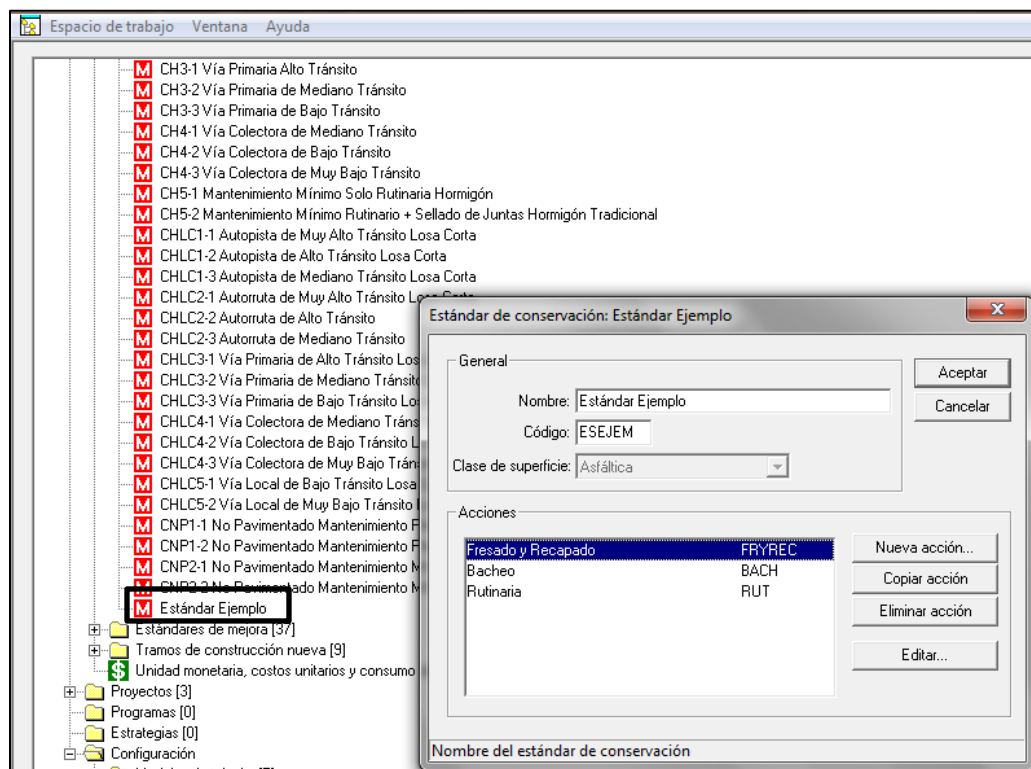 Espacio de trabajo Ventana Ayuda
CH3-1 Vía Primaria Alto Tránsito
CH3-2 Vía Primaria de Mediano Tránsito
CH3-3 Vía Primaria de Bajo Tránsito
CH4-1 Vía Colectora de Mediano Tránsito
CH4-2 Vía Colectora de Bajo Tránsito
CH4-3 Vía Colectora de Muy Bajo Tránsito
CH5-1 Mantenimiento Mínimo Solo Rutinaria Hormigón
CH5-2 Mantenimiento Mínimo Rutinario + Sellado de Juntas Hormigón Tradicional
CHLC1-1 Autopista de Muy Alto Tránsito Losa Corta
CHLC1-2 Autopista de Alto Tránsito Losa Corta
CHLC1-3 Autopista de Mediano Tránsito Losa Corta
CHLC2-1 Autorruta de Muy Alto Tránsito Losa Corta
CHLC2-2 Autorruta de Alto Tránsito
CHLC2-3 Autorruta de Mediano Tránsito
CHLC3-1 Vía Primaria de Alto Tránsito Los
CHLC3-2 Vía Primaria de Mediano Tránsito
CHLC3-3 Vía Primaria de Bajo Tránsito Lo
CHLC4-1 Vía Colectora de Mediano Tráns
CHLC4-2 Vía Colectora de Bajo Tránsito L
CHLC4-3 Vía Colectora de Muy Bajo Trán
CHLC5-1 Vía Local de Bajo Tránsito Losa
CHLC5-2 Vía Local de Muy Bajo Tránsito
CNP1-1 No Pavimentado Mantenimiento F
CNP1-2 No Pavimentado Mantenimiento F
CNP2-1 No Pavimentado Mantenimiento M
CNP2-2 No Pavimentado Mantenimiento M
Estándar Ejemplo
Estándares de mejora [37]
Tramos de construcción nueva [9]
Unidad monetaria, costos unitarios y consumo
Proyectos [3]
Programas [0]
Estrategias [0]
Configuración
Estándar de conservación: Estándar Ejemplo
General
Nombre: Estándar Ejemplo
Código: ESEJEM
Clase de superficie: Asfáltica
Aceptar
Cancelar
Acciones
Fresado y Recapado FRYREC
Bacheo BACH
Rutinaria RUT
Nueva acción...
Copiar acción
Eliminar acción
Editar...
Nombre del estándar de conservación